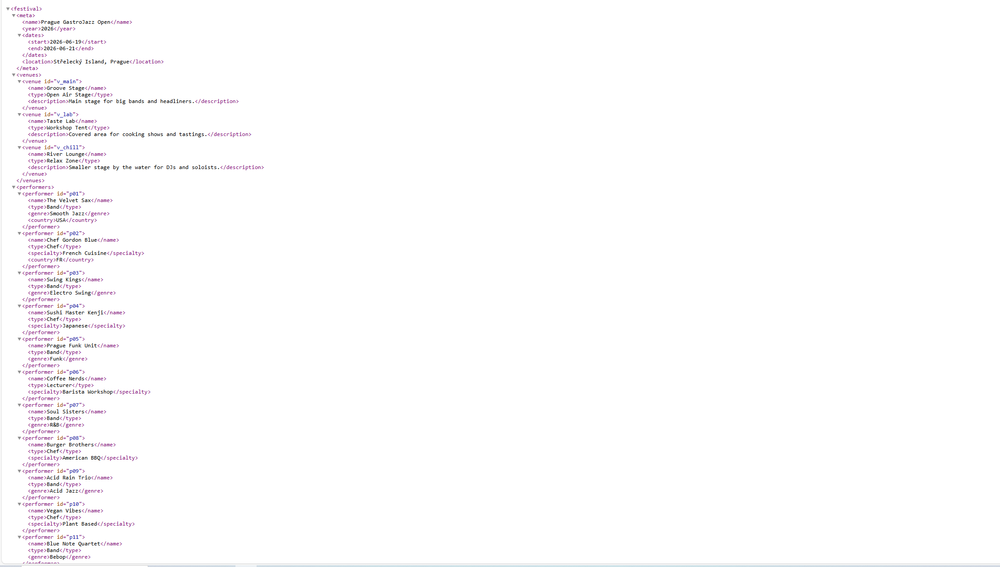 <festival>
<meta>
<name>Prague GastroJazz Open</name>
<year>2026</year>
<dates>
<start>2026-06-19</start>
<end>2026-06-21</end>
</dates>
<location>Střelecký Island, Prague</location>
</meta>
<venues>
<venue id="v_main">
<name>Groove Stage</name>
<type>Open Air Stage</type>
<description>Main stage for big bands and headliners.</description>
</venue>
<venue id="v_lab">
<name>Taste Lab</name>
<type>Workshop Tent</type>
<description>Covered area for cooking shows and tastings.</description>
</venue>
<venue id="v_chill">
<name>River Lounge</name>
<type>Relax Zone</type>
<description>Smaller stage by the water for DJs and soloists.</description>
</venue>
</venues>
<performers>
<performer id="p01">
<name>The Velvet Sax</name>
<type>Band</type>
<genre>Smooth Jazz</genre>
<country>USA</country>
</performer>
<performer id="p02">
<name>Chef Gordon Blue</name>
<type>Chef</type>
<specialty>French Cuisine</specialty>
<country>FR</country>
</performer>
<performer id="p03">
<name>Swing Kings</name>
<type>Band</type>
<genre>Electro Swing</genre>
</performer>
<performer id="p04">
<name>Sushi Master Kenji</name>
<type>Chef</type>
<specialty>Japanese</specialty>
</performer>
<performer id="p05">
<name>Prague Funk Unit</name>
<type>Band</type>
<genre>Funk</genre>
</performer>
<performer id="p06">
<name>Coffee Nerds</name>
<type>Lecturer</type>
<specialty>Barista Workshop</specialty>
</performer>
<performer id="p07">
<name>Soul Sisters</name>
<type>Band</type>
<genre>R&B</genre>
</performer>
<performer id="p08">
<name>Burger Brothers</name>
<type>Chef</type>
<specialty>American BBQ</specialty>
</performer>
<performer id="p09">
<name>Acid Rain Trio</name>
<type>Band</type>
<genre>Acid Jazz</genre>
</performer>
<performer id="p10">
<name>Vegan Vibes</name>
<type>Chef</type>
<specialty>Plant Based</specialty>
</performer>
<performer id="p11">
<name>Blue Note Quartet</name>
<type>Band</type>
<genre>Bebop</genre>
</performer>